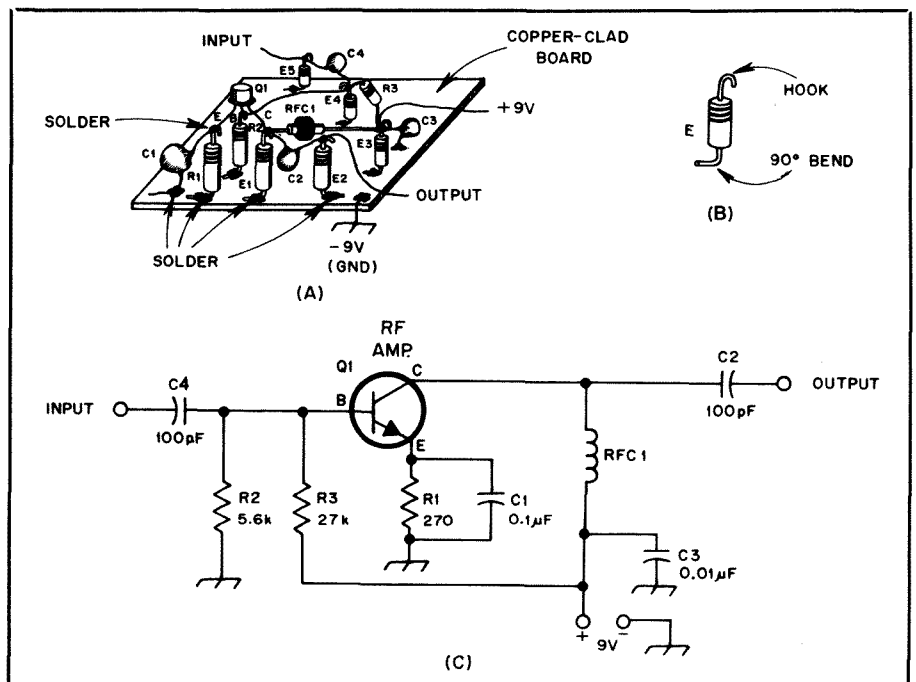 INPUT
C4
COPPER-CLAD
BOARD
E5
Q1
R3
E4
RFC1
+9V
SOLDER
E
B
R2
C
C3
E3
C1
R1
E1
C2
E2
OUTPUT
SOLDER
-9V
(GND)
(A)
HOOK
E
90° BEND
(B)
RF
AMP.
Q1
C
C2
C4
INPUT
B
OUTPUT
100pF
100pF
E
RFC1
R2
5.6k
R3
27k
R1
270
C1
0.1µF
C3
0.01µF
+ 9V -
(C)